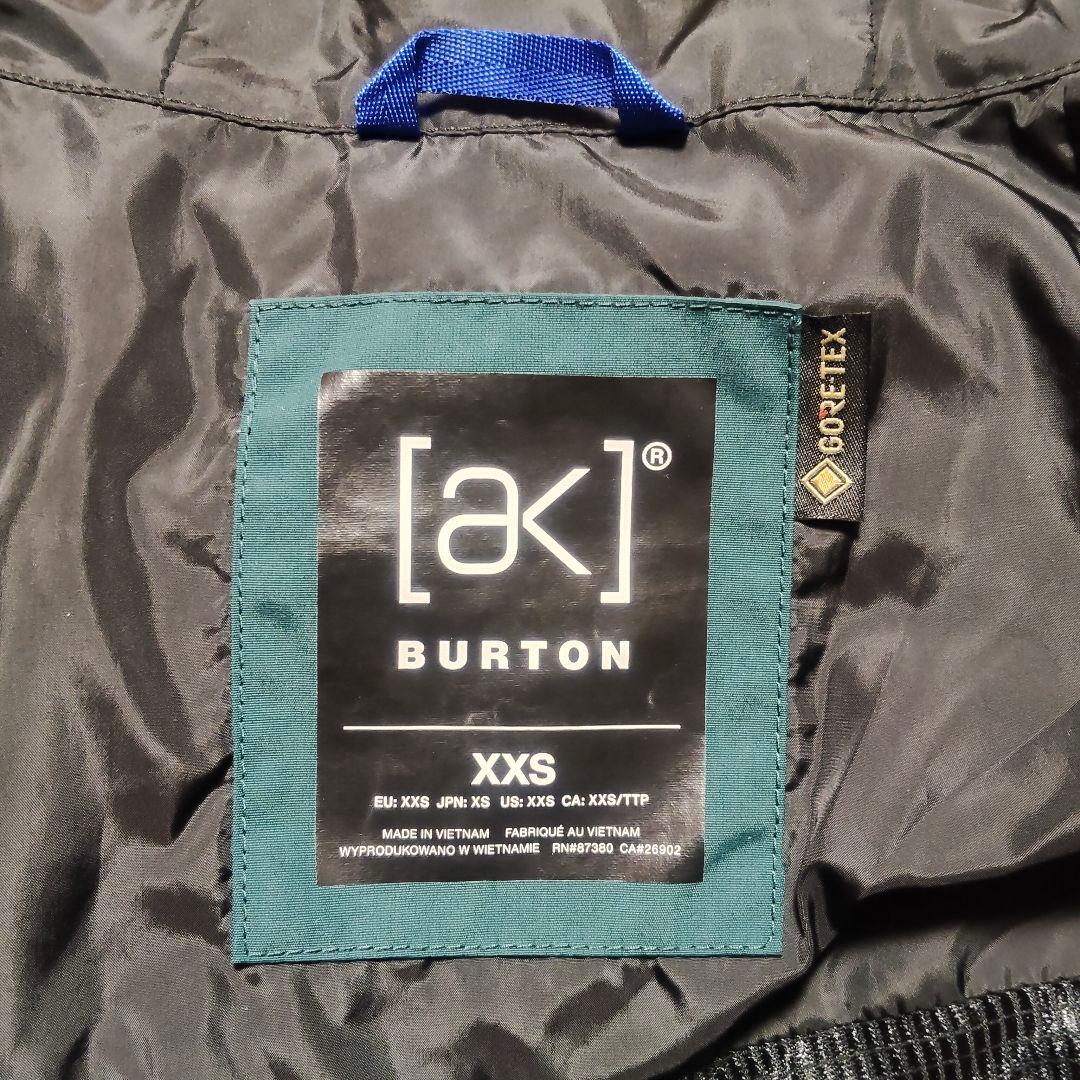 [ak]®
BURTON
XXS
EU: XXS JPN: XS US: XXS CA: XXS/TTP
MADE IN VIETNAM FABRIQUÉ AU VIETNAM
WYPRODUKOWANO W WIETNAMIE RN#87380 CA#26902
GORE-TEX